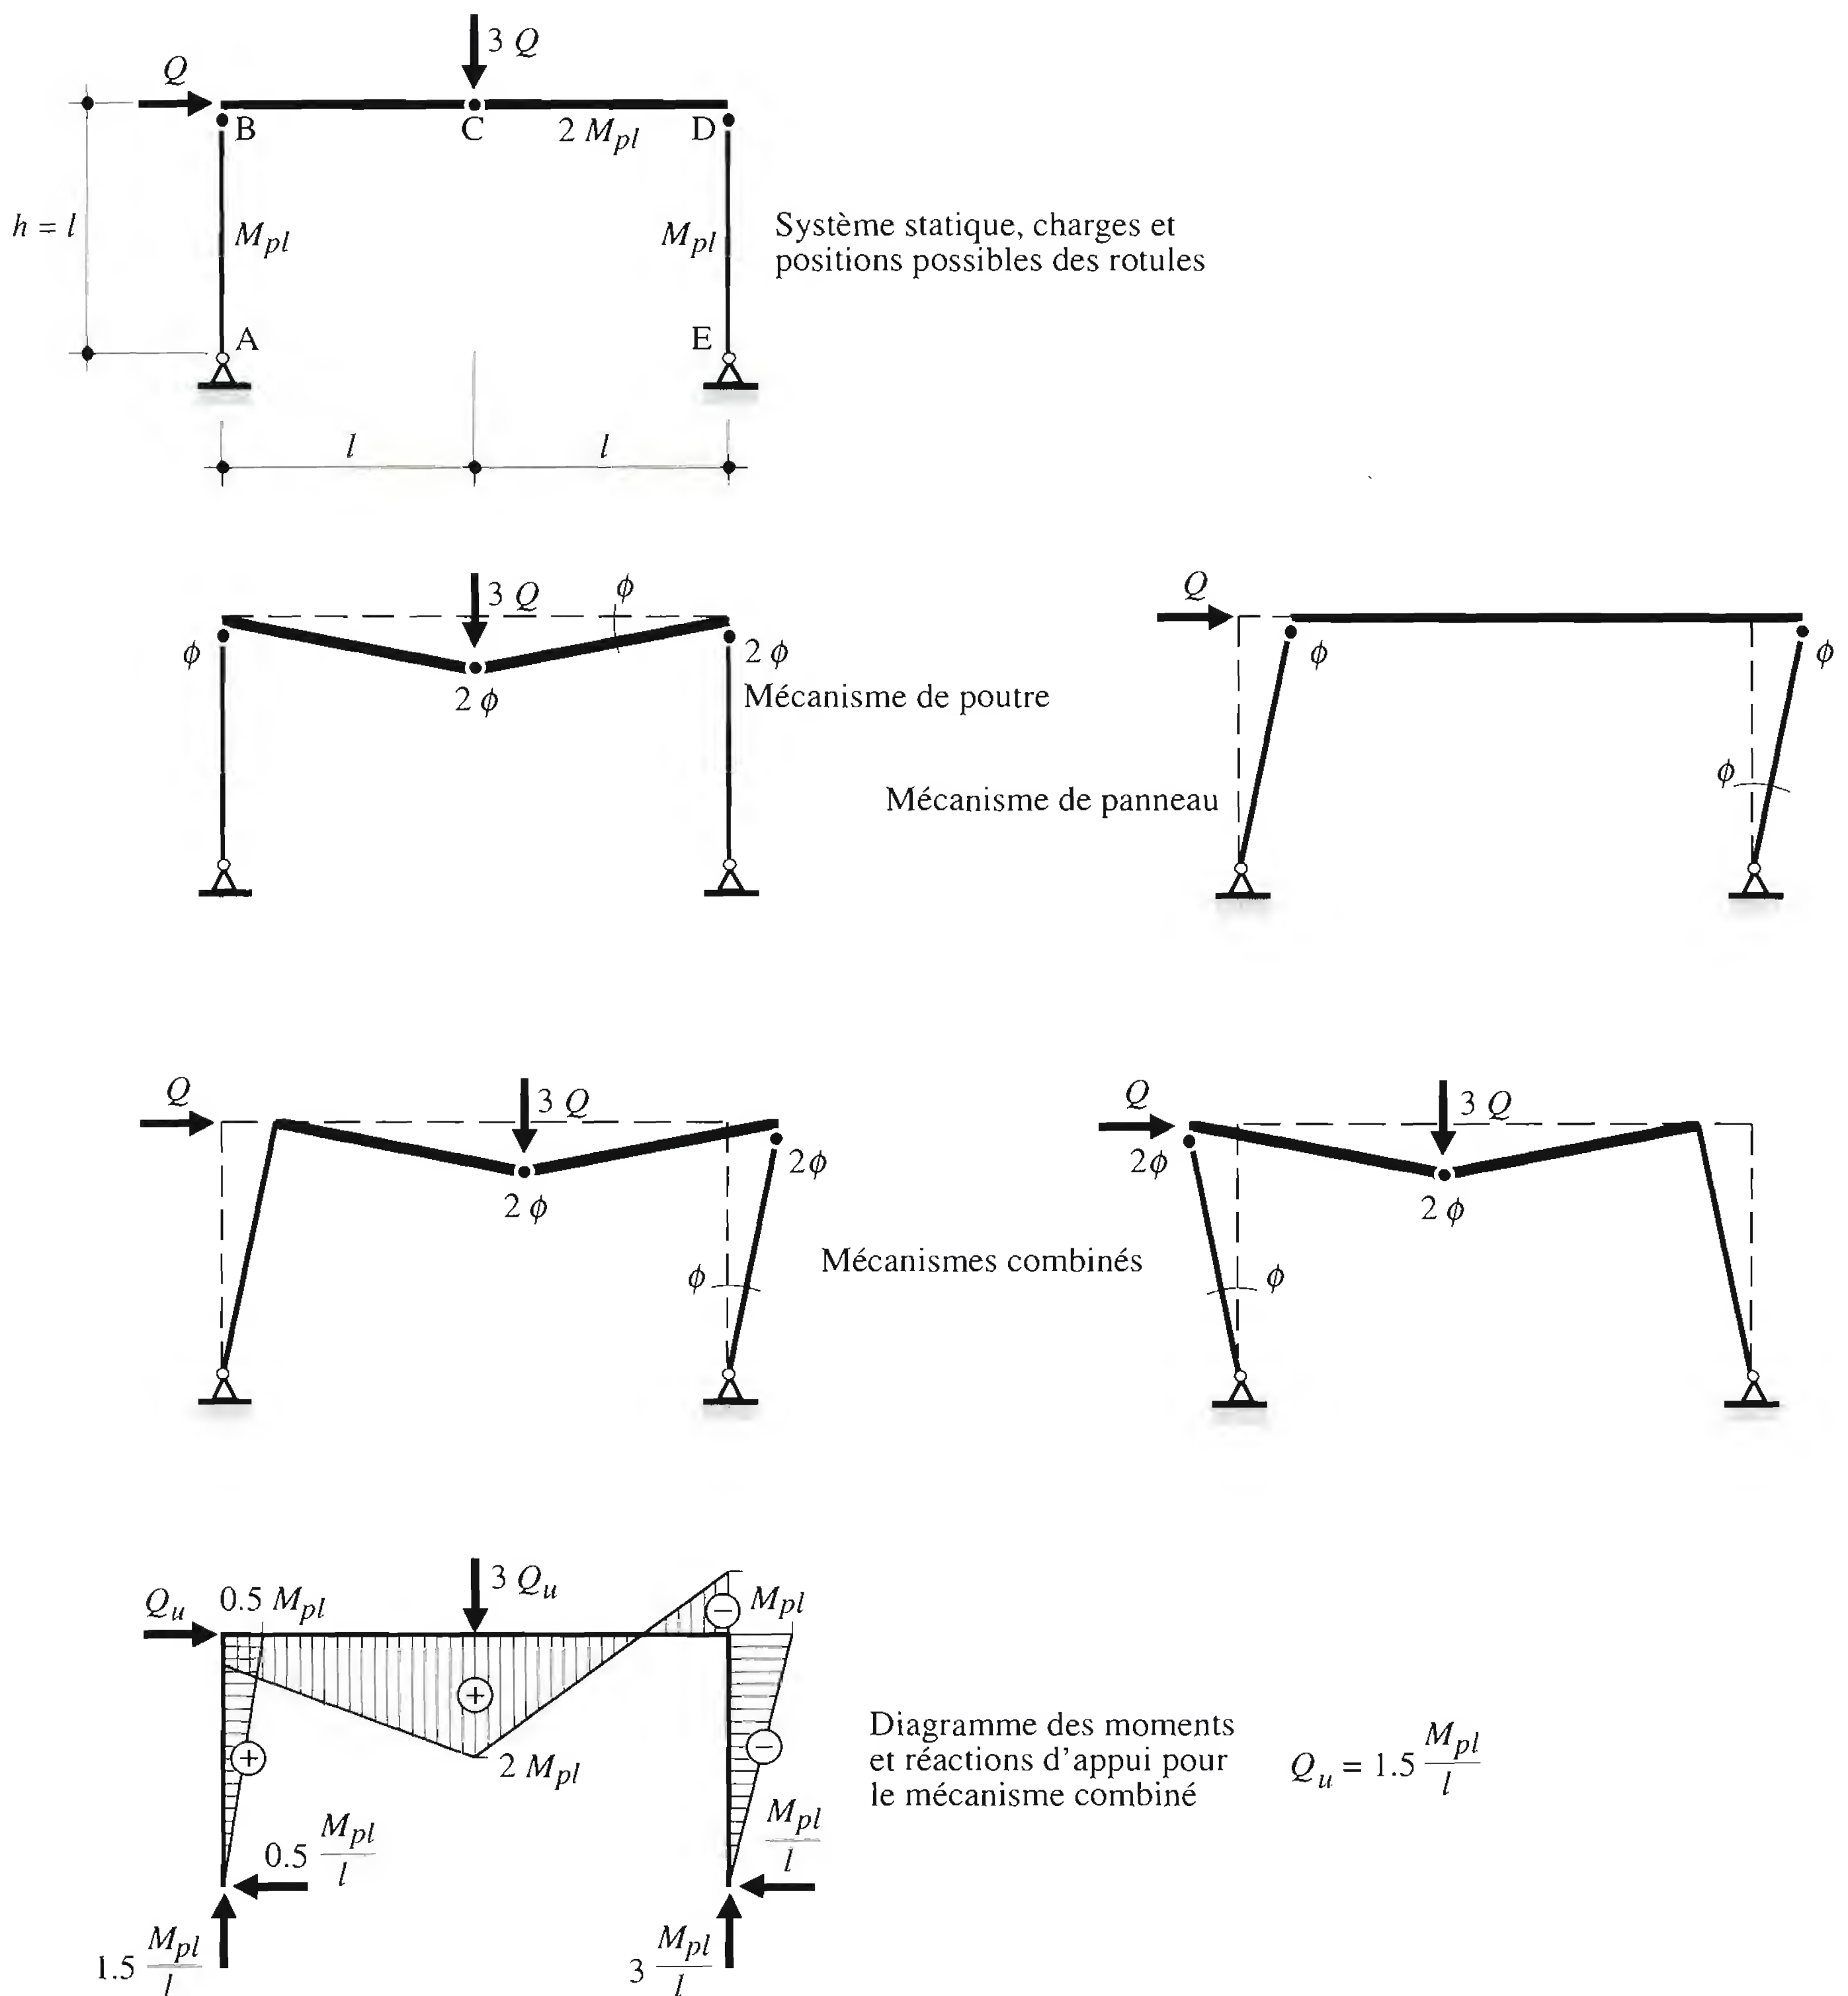 3 Q
Q
B
C
2 M_pl
D
h = l
M_pl
M_pl
Système statique, charges et
positions possibles des rotules
A
E
l
l
3 Q
ϕ
ϕ
2 ϕ
2 ϕ
Mécanisme de poutre
Q
ϕ
ϕ
ϕ
Mécanisme de panneau
Q
3 Q
2ϕ
2 ϕ
ϕ
Mécanismes combinés
Q
3 Q
2ϕ
2 ϕ
ϕ
3 Q_u
Q_u
0.5 M_pl
M_pl
+
−
2 M_pl
+
−
Diagramme des moments
et réactions d'appui pour
le mécanisme combiné
Q_u = 1.5 M_pl / l
0.5 M_pl / l
M_pl / l
1.5 M_pl / l
3 M_pl / l